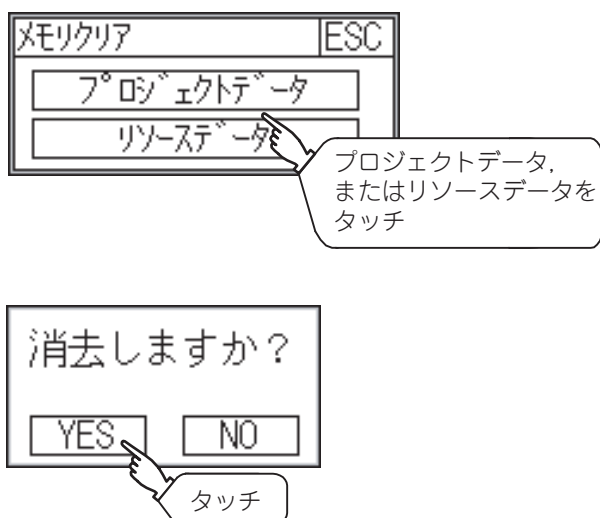 ﾒﾓﾘｸﾘｱ ESC
ﾌﾟﾛｼﾞｪｸﾄﾃﾞｰﾀ
ﾘｿｰｽﾃﾞｰﾀ
プロジェクトデータ,
またはリソースデータを
タッチ
消去しますか？
YES NO
タッチ